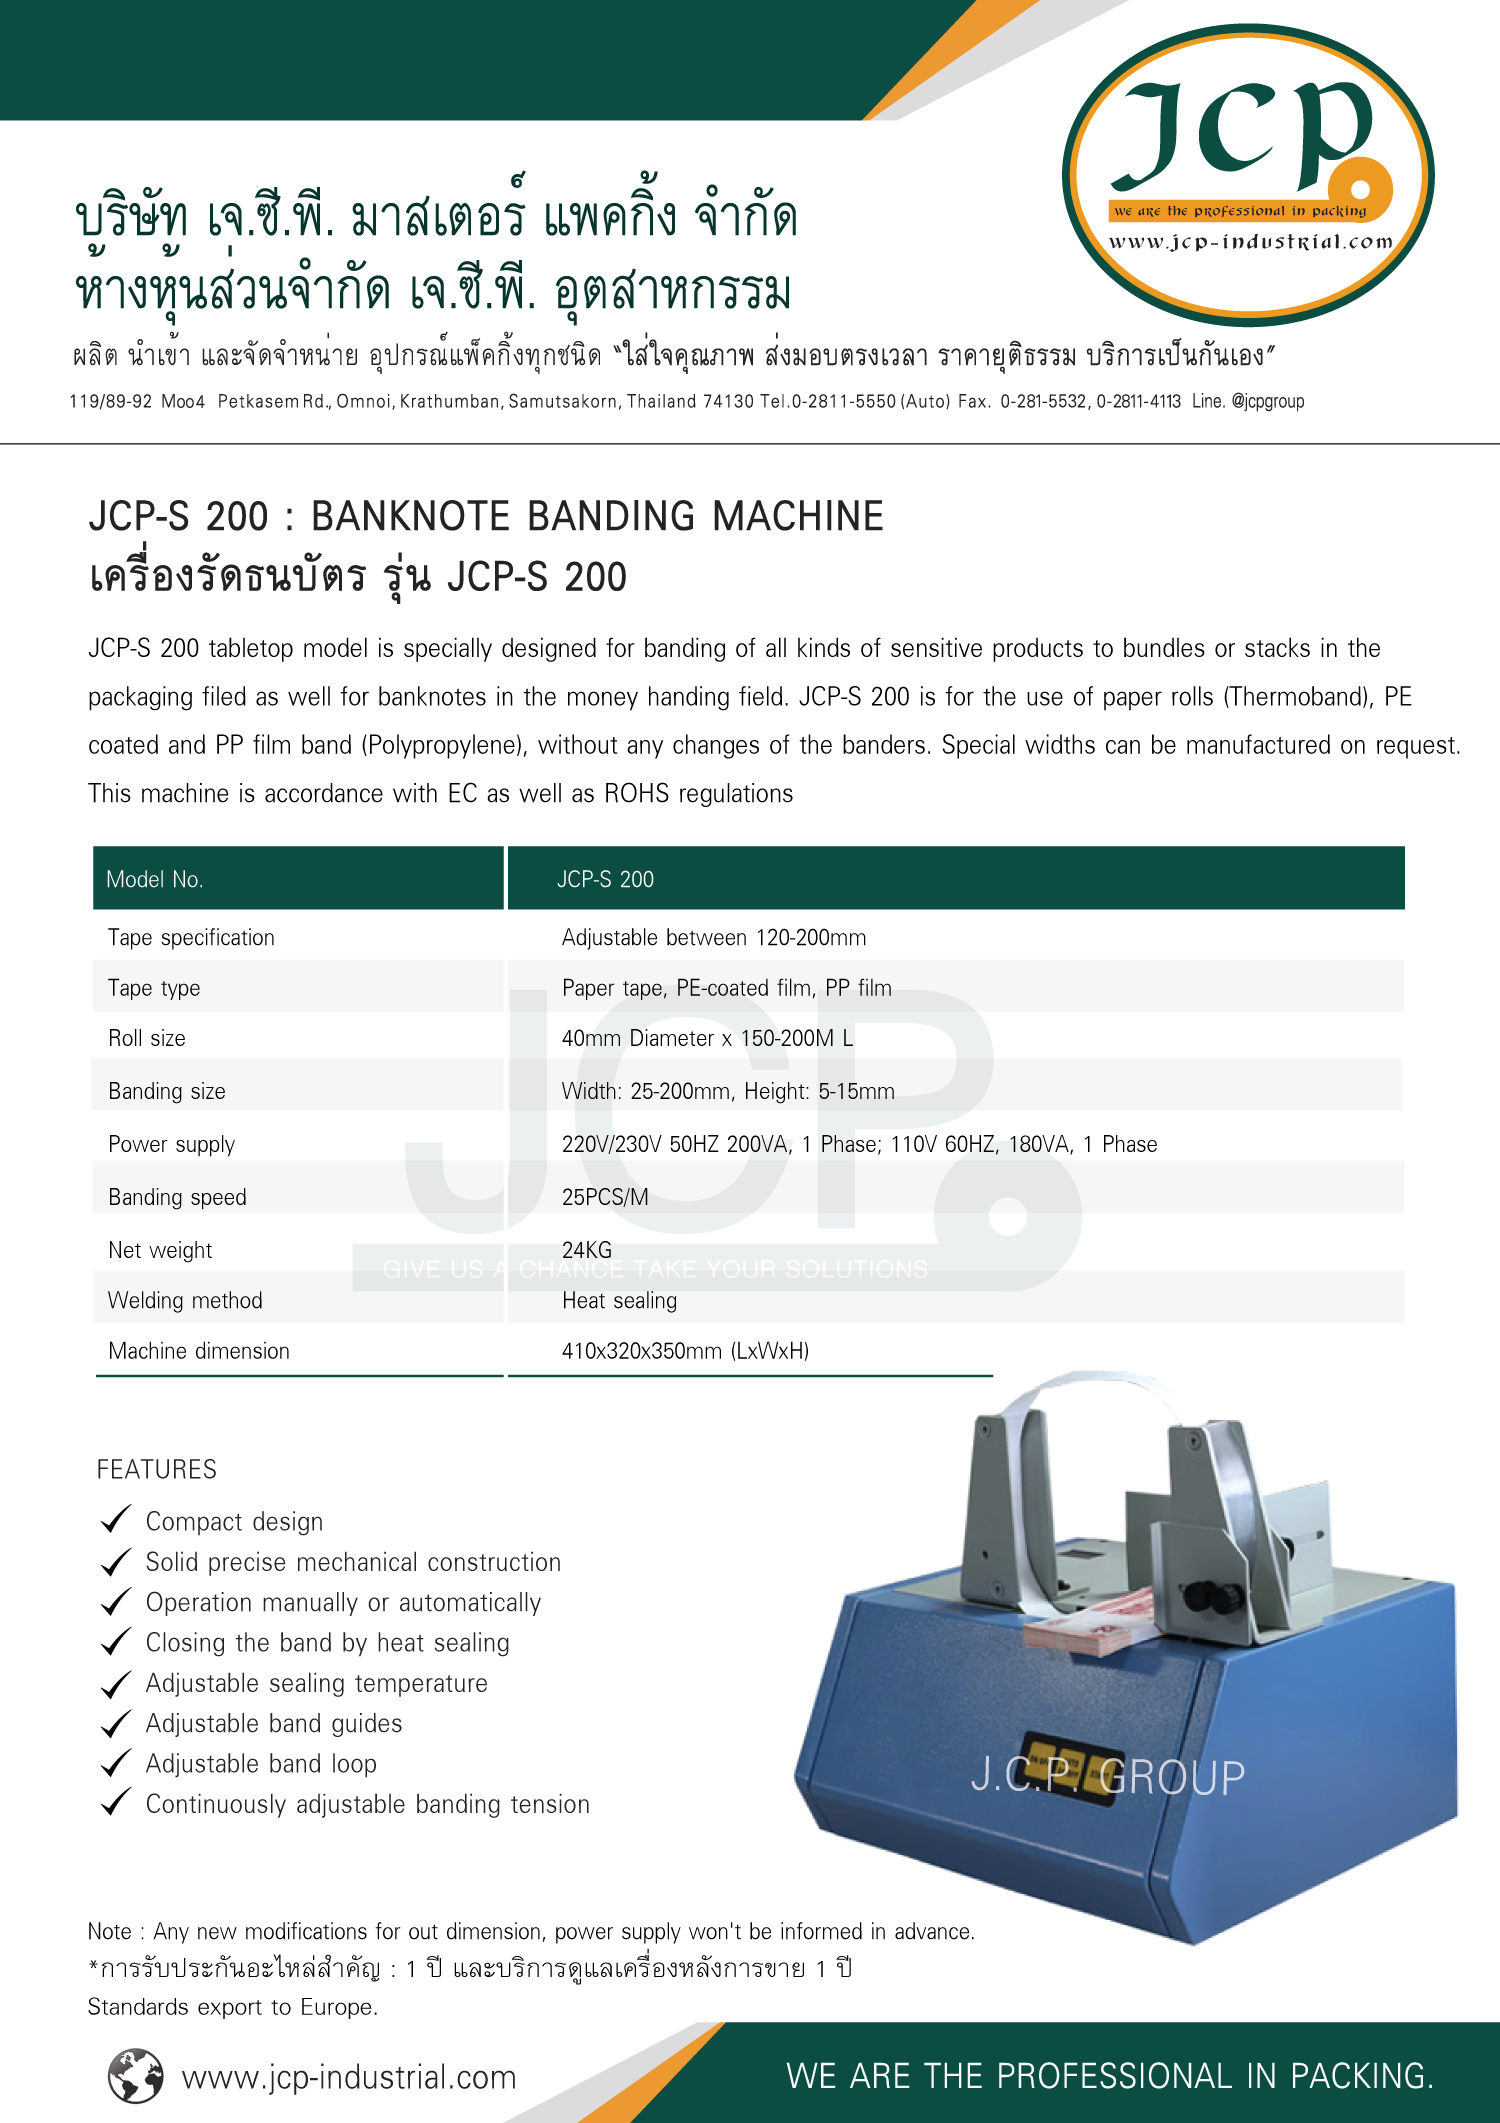 JCP
we are the professional in packing
www.jcp-industrial.com
บริษัท เจ.ซี.พี. มาสเตอร์ แพคกิ้ง จำกัด
ห้างหุ้นส่วนจำกัด เจ.ซี.พี. อุตสาหกรรม
ผลิต นำเข้า และจัดจำหน่าย อุปกรณ์แพ็คกิ้งทุกชนิด "ใส่ใจคุณภาพ ส่งมอบตรงเวลา ราคายุติธรรม บริการเป็นกันเอง"
119/89-92 Moo4 Petkasem Rd., Omnoi, Krathumban, Samutsakorn, Thailand 74130 Tel.0-2811-5550 (Auto) Fax. 0-281-5532, 0-2811-4113 Line. @jcpgroup
JCP-S 200 : BANKNOTE BANDING MACHINE
เครื่องรัดธนบัตร รุ่น JCP-S 200
JCP-S 200 tabletop model is specially designed for banding of all kinds of sensitive products to bundles or stacks in the
packaging filed as well for banknotes in the money handing field. JCP-S 200 is for the use of paper rolls (Thermoband), PE
coated and PP film band (Polypropylene), without any changes of the banders. Special widths can be manufactured on request.
This machine is accordance with EC as well as ROHS regulations
Model No. JCP-S 200
Tape specification Adjustable between 120-200mm
Tape type Paper tape, PE-coated film, PP film
Roll size 40mm Diameter x 150-200M L
Banding size Width: 25-200mm, Height: 5-15mm
Power supply 220V/230V 50HZ 200VA, 1 Phase; 110V 60HZ, 180VA, 1 Phase
Banding speed 25PCS/M
Net weight 24KG
JCP
GIVE US A CHANCE TAKE YOUR SOLUTIONS
Welding method Heat sealing
Machine dimension 410x320x350mm (LxWxH)
FEATURES
Compact design
Solid precise mechanical construction
Operation manually or automatically
Closing the band by heat sealing
Adjustable sealing temperature
Adjustable band guides
Adjustable band loop
Continuously adjustable banding tension
J.C.P. GROUP
Note : Any new modifications for out dimension, power supply won't be informed in advance.
*การรับประกันอะไหล่สำคัญ : 1 ปี และบริการดูแลเครื่องหลังการขาย 1 ปี
Standards export to Europe.
www.jcp-industrial.com
WE ARE THE PROFESSIONAL IN PACKING.